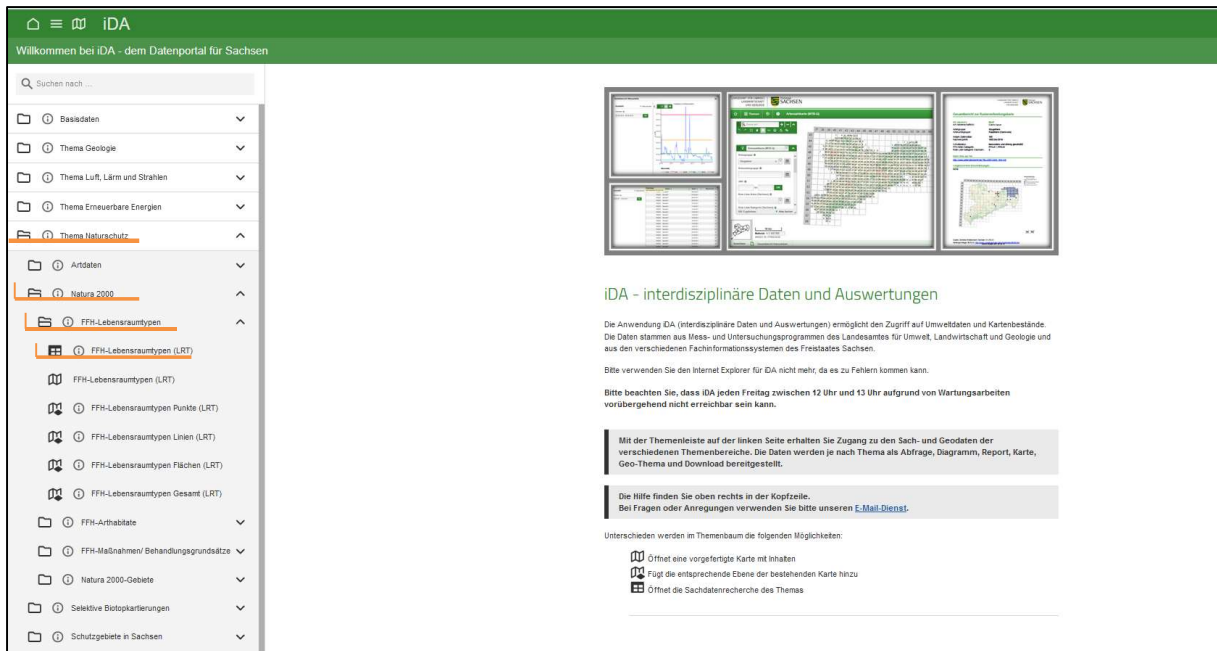 iDA
Willkommen bei iDA - dem Datenportal für Sachsen
Suchen nach ...
Basisdaten
Thema Geologie
Thema Luft, Lärm und Strahlen
Thema Erneuerbare Energien
Thema Naturschutz
Artdaten
Natura 2000
FFH-Lebensraumtypen
FFH-Lebensraumtypen (LRT)
FFH-Lebensraumtypen (LRT)
FFH-Lebensraumtypen Punkte (LRT)
FFH-Lebensraumtypen Linien (LRT)
FFH-Lebensraumtypen Flächen (LRT)
FFH-Lebensraumtypen Gesamt (LRT)
FFH-Arthabitate
FFH-Maßnahmen/ Behandlungsgrundsätze
Natura 2000-Gebiete
Selektive Biotopkartierungen
Schutzgebiete in Sachsen
SACHSEN
iDA - interdisziplinäre Daten und Auswertungen
Die Anwendung iDA (interdisziplinäre Daten und Auswertungen) ermöglicht den Zugriff auf Umweltdaten und Kartenbestände.
Die Daten stammen aus Mess- und Untersuchungsprogrammen des Landesamtes für Umwelt, Landwirtschaft und Geologie und
aus den verschiedenen Fachinformationssystemen des Freistaates Sachsen.
Bitte verwenden Sie den Internet Explorer für iDA nicht mehr, da es zu Fehlern kommen kann.
Bitte beachten Sie, dass iDA jeden Freitag zwischen 12 Uhr und 13 Uhr aufgrund von Wartungsarbeiten
vorübergehend nicht erreichbar sein kann.
Mit der Themenleiste auf der linken Seite erhalten Sie Zugang zu den Sach- und Geodaten der
verschiedenen Themenbereiche. Die Daten werden je nach Thema als Abfrage, Diagramm, Report, Karte,
Geo-Thema und Download bereitgestellt.
Die Hilfe finden Sie oben rechts in der Kopfzeile.
Bei Fragen oder Anregungen verwenden Sie bitte unseren E-Mail-Dienst.
Unterschieden werden im Themenbaum die folgenden Möglichkeiten:
Öffnet eine vorgefertigte Karte mit Inhalten
Fügt die entsprechende Ebene der bestehenden Karte hinzu
Öffnet die Sachdatenrecherche des Themas